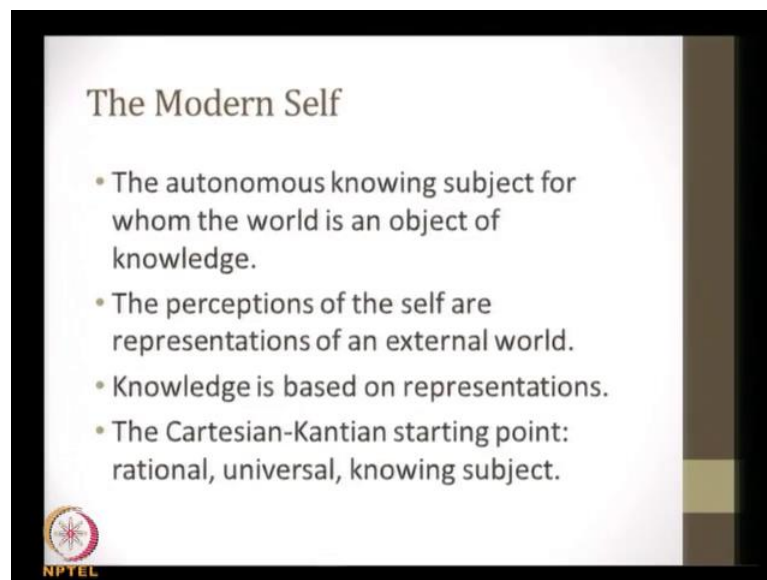 The Modern Self
• The autonomous knowing subject for
whom the world is an object of
knowledge.
• The perceptions of the self are
representations of an external world.
• Knowledge is based on representations.
• The Cartesian-Kantian starting point:
rational, universal, knowing subject.
NPTEL